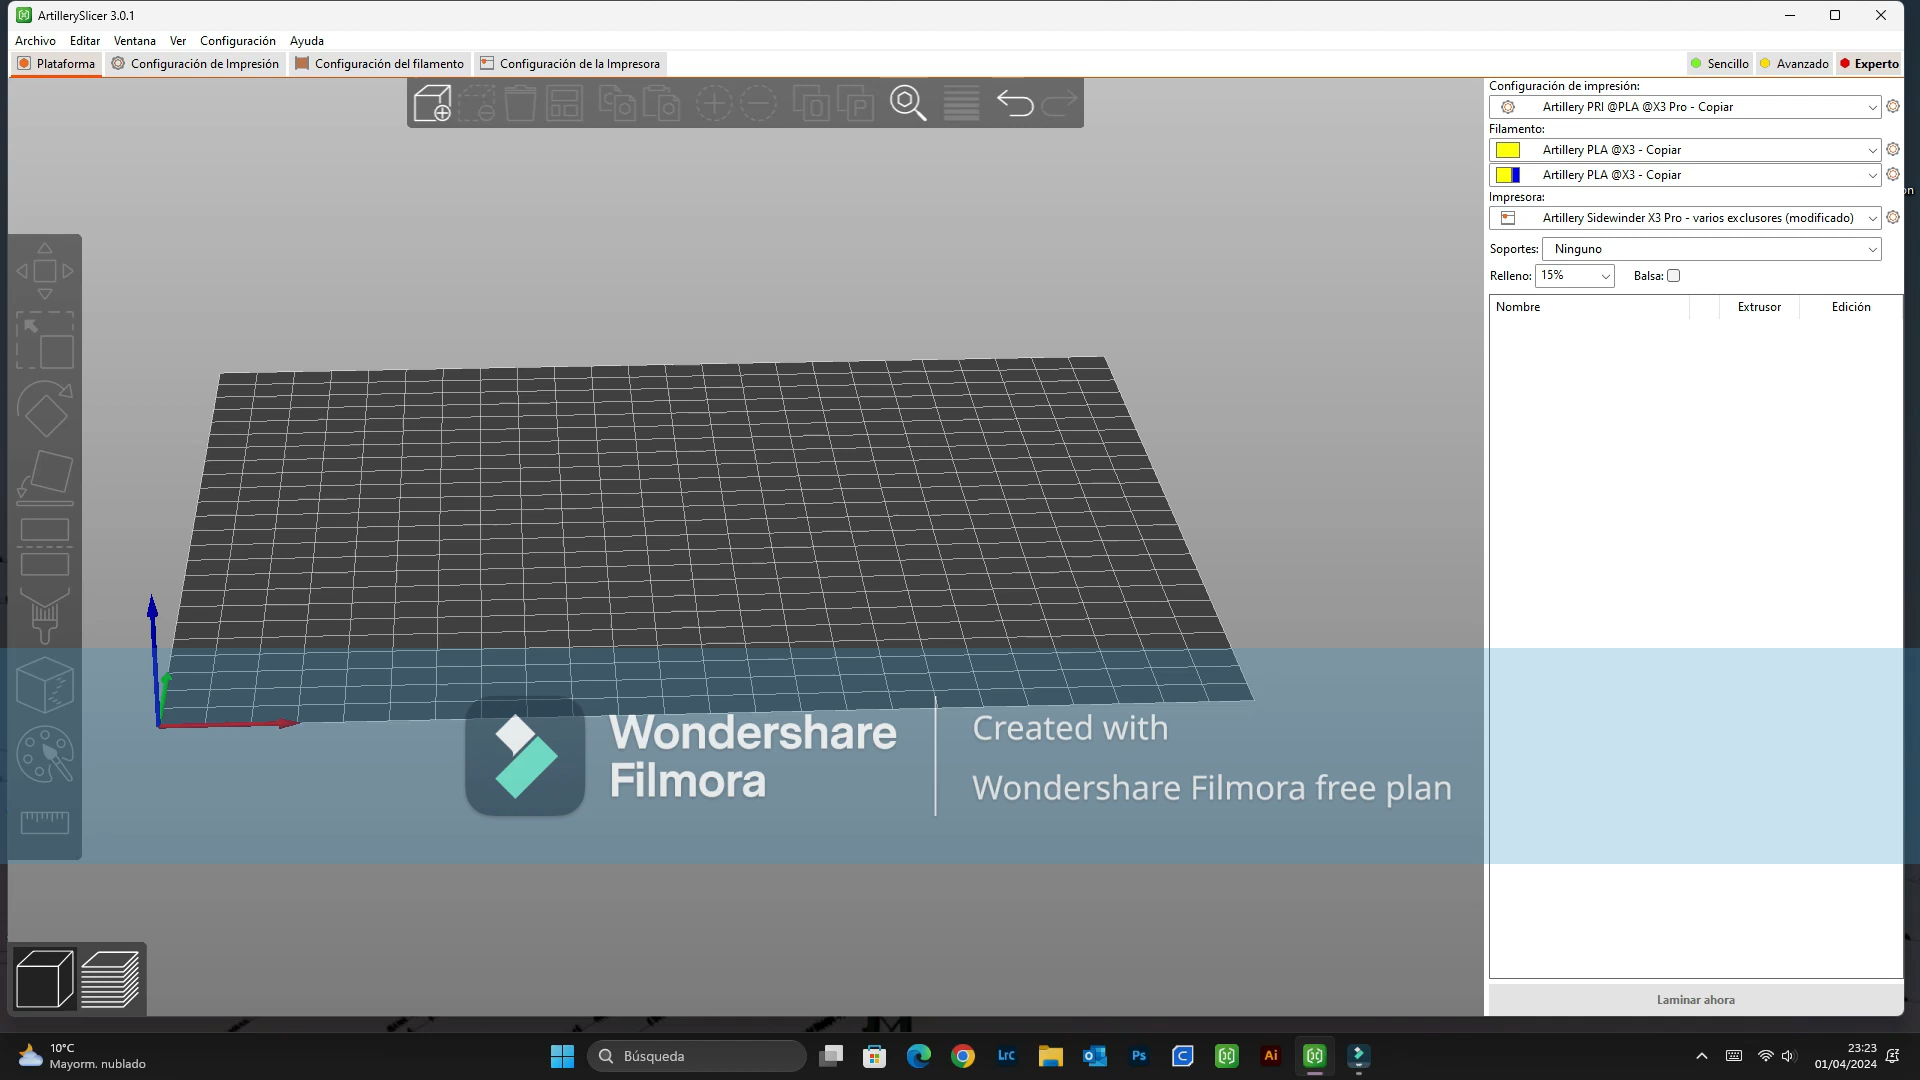 ArtillerySlicer 3.0.1
Archivo Editar Ventana Ver Configuración Ayuda
Plataforma Configuración de Impresión Configuración del filamento Configuración de la Impresora Sencillo Avanzado Experto
Configuración de impresión:
Artillery PRI @PLA @X3 Pro - Copiar
Filamento:
Artillery PLA @X3 - Copiar
Artillery PLA @X3 - Copiar
Impresora:
Artillery Sidewinder X3 Pro - varios exclusores (modificado)
Soportes: Ninguno
Relleno: 15% Balsa:
Nombre Extrusor Edición
Wondershare
Filmora
Created with
Wondershare Filmora free plan
Laminar ahora
10°C
Mayorm. nublado
Búsqueda
LrC
Ps
Ai
23:23
01/04/2024